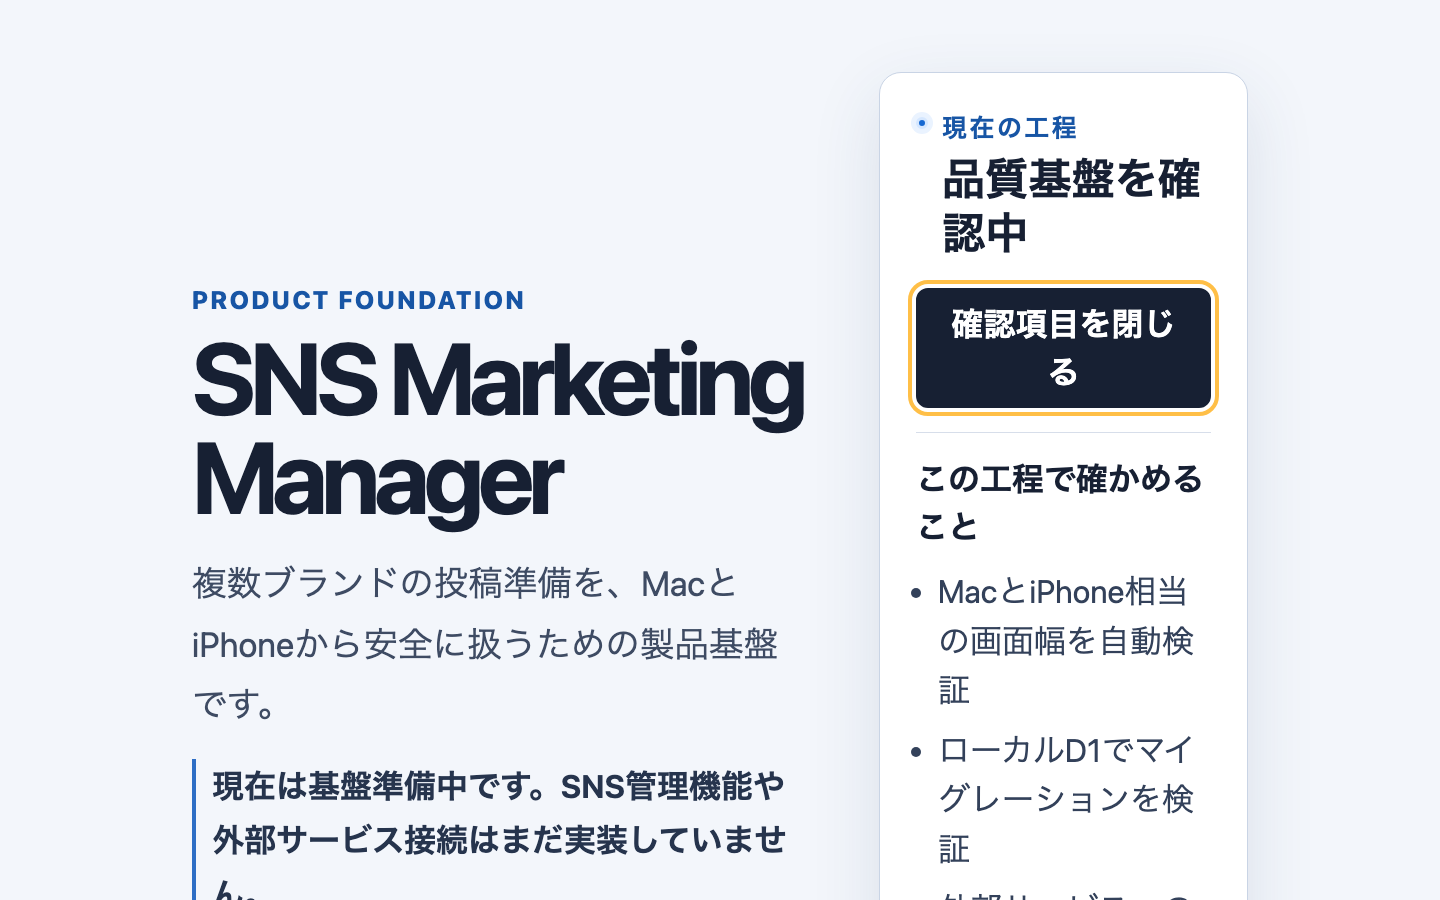 PRODUCT FOUNDATION
SNS Marketing
Manager
複数ブランドの投稿準備を、Macと
iPhoneから安全に扱うための製品基盤
です。
現在は基盤準備中です。SNS管理機能や
外部サービス接続はまだ実装していませ
ん。
現在の工程
品質基盤を確
認中
確認項目を閉じ
る
この工程で確かめる
こと
MacとiPhone相当
の画面幅を自動検
証
ローカルD1でマイ
グレーションを検
証